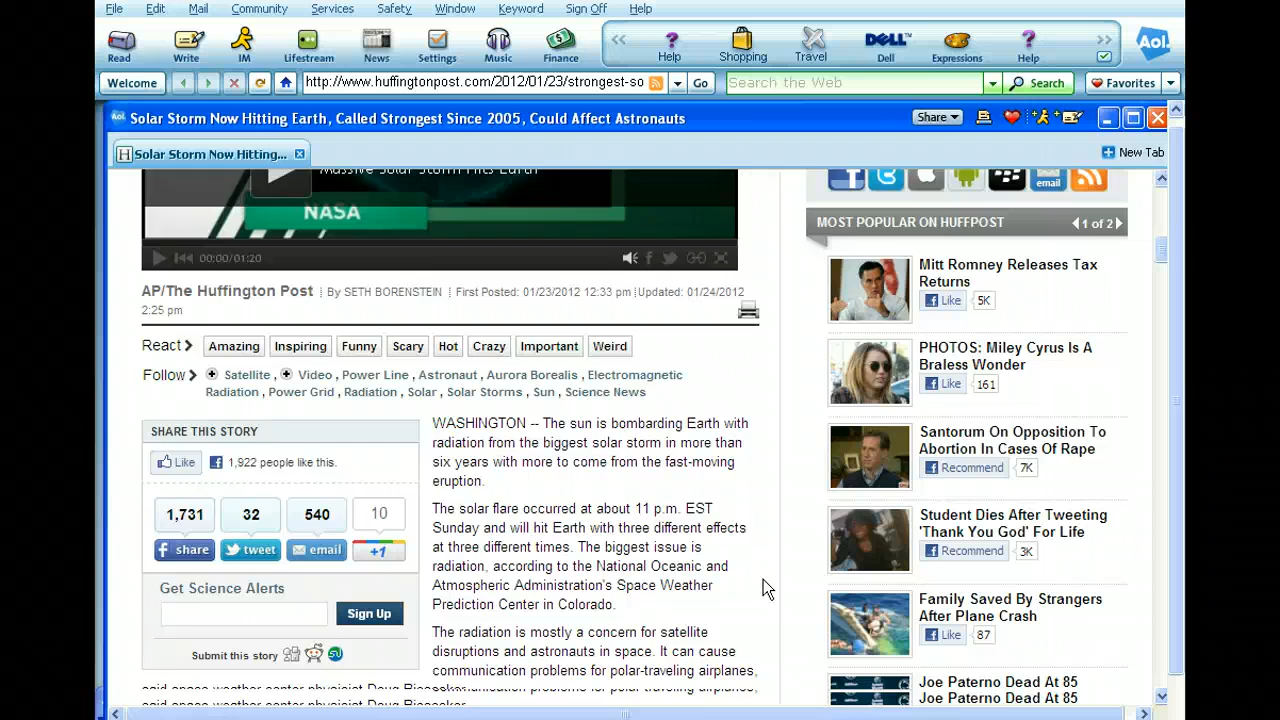 File Edit Mail Community Services Safety Window Keyword Sign Off Help
Read Write IM Lifestream News Settings Music Finance Help Shopping Travel Dell Expressions Help
DELL
Aol.
Welcome http://www.huffingtonpost.com/2012/01/23/strongest-so Go Search the Web Search Favorites
Aol. Solar Storm Now Hitting Earth, Called Strongest Since 2005, Could Affect Astronauts Share
H Solar Storm Now Hitting... New Tab
Massive Solar Storm Hits Earth
NASA
00:00/01:20
AP/The Huffington Post By SETH BORENSTEIN First Posted: 01/23/2012 12:33 pm Updated: 01/24/2012
2:25 pm
React Amazing Inspiring Funny Scary Hot Crazy Important Weird
Follow Satellite, Video, Power Line, Astronaut, Aurora Borealis, Electromagnetic
Radiation, Power Grid, Radiation, Solar, Solar Storms, Sun, Science News
SHARE THIS STORY
Like 1,922 people like this.
1,731 32 540 10
share tweet email +1
Get Science Alerts
Sign Up
Submit this story
WASHINGTON -- The sun is bombarding Earth with
radiation from the biggest solar storm in more than
six years with more to come from the fast-moving
eruption.
The solar flare occurred at about 11 p.m. EST
Sunday and will hit Earth with three different effects
at three different times. The biggest issue is
radiation, according to the National Oceanic and
Atmospheric Administration's Space Weather
Prediction Center in Colorado.
The radiation is mostly a concern for satellite
disruptions and astronauts in space. It can cause
communication problems for polar-traveling airplanes,
email
MOST POPULAR ON HUFFPOST 1 of 2
Mitt Romney Releases Tax
Returns
Like 5K
PHOTOS: Miley Cyrus Is A
Braless Wonder
Like 161
Santorum On Opposition To
Abortion In Cases Of Rape
Recommend 7K
Student Dies After Tweeting
'Thank You God' For Life
Recommend 3K
Family Saved By Strangers
After Plane Crash
Like 87
Joe Paterno Dead At 85
Joe Paterno Dead At 85